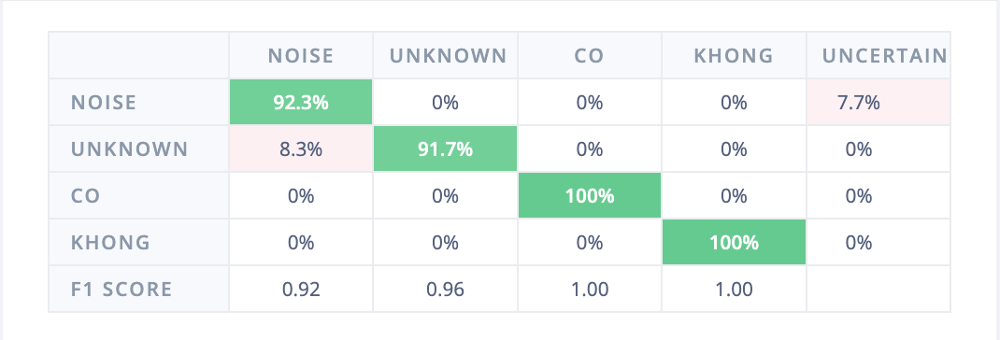 NOISE UNKNOWN CO KHONG UNCERTAIN
NOISE 92.3% 0% 0% 0% 7.7%
UNKNOWN 8.3% 91.7% 0% 0% 0%
CO 0% 0% 100% 0% 0%
KHONG 0% 0% 0% 100% 0%
F1 SCORE 0.92 0.96 1.00 1.00